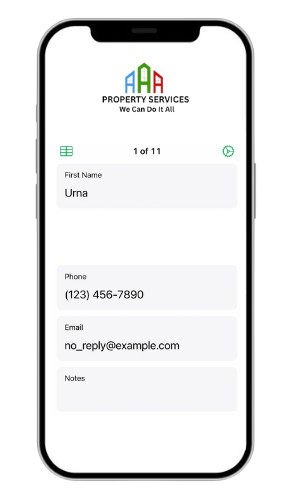 AAA
PROPERTY SERVICES
We Can Do It All
1 of 11
First Name
Urna
Phone
(123) 456-7890
Email
no_reply@example.com
Notes